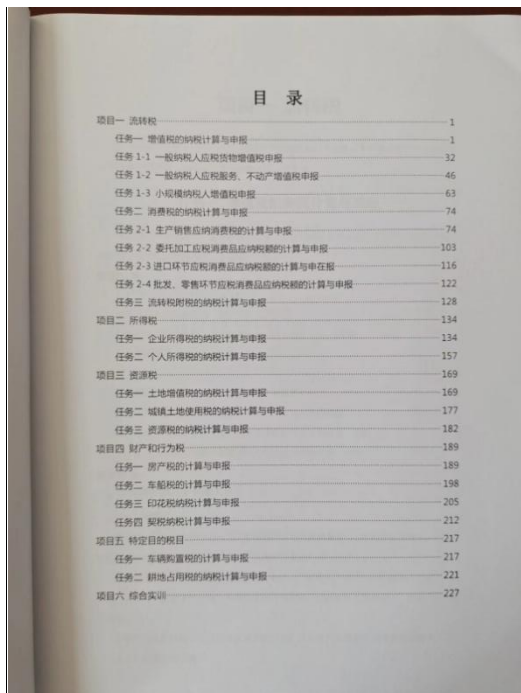 目 录
项目一 流转税 1
任务一 增值税的纳税计算与申报 1
任务 1-1 一般纳税人应税货物增值税申报 32
任务 1-2 一般纳税人应税服务、不动产增值税申报 46
任务 1-3 小规模纳税人增值税申报 63
任务二 消费税的纳税计算与申报 74
任务 2-1 生产销售应纳消费税的计算与申报 74
任务 2-2 委托加工应税消费品应纳税额的计算与申报 103
任务 2-3进口环节应税消费品应纳税额的计算与申在报 116
任务 2-4批发、零售环节应税消费品应纳税额的计算与申报 122
任务三 流转税附税的纳税计算与申报 128
项目二 所得税 134
任务一 企业所得税的纳税计算与申报 134
任务二 个人所得税的纳税计算与申报 157
项目三 资源税 169
任务一 土地增值税的纳税计算与申报 169
任务二 城镇土地使用税的纳税计算与申报 177
任务三 资源税的纳税计算与申报 182
项目四 财产和行为税 189
任务一 房产税的计算与申报 189
任务二 车船税的计算与申报 198
任务三 印花税纳税计算与申报 205
任务四 契税纳税计算与申报 212
项目五 特定目的税目 217
任务一 车辆购置税的计算与申报 217
任务二 耕地占用税的纳税计算与申报 221
项目六 综合实训 227